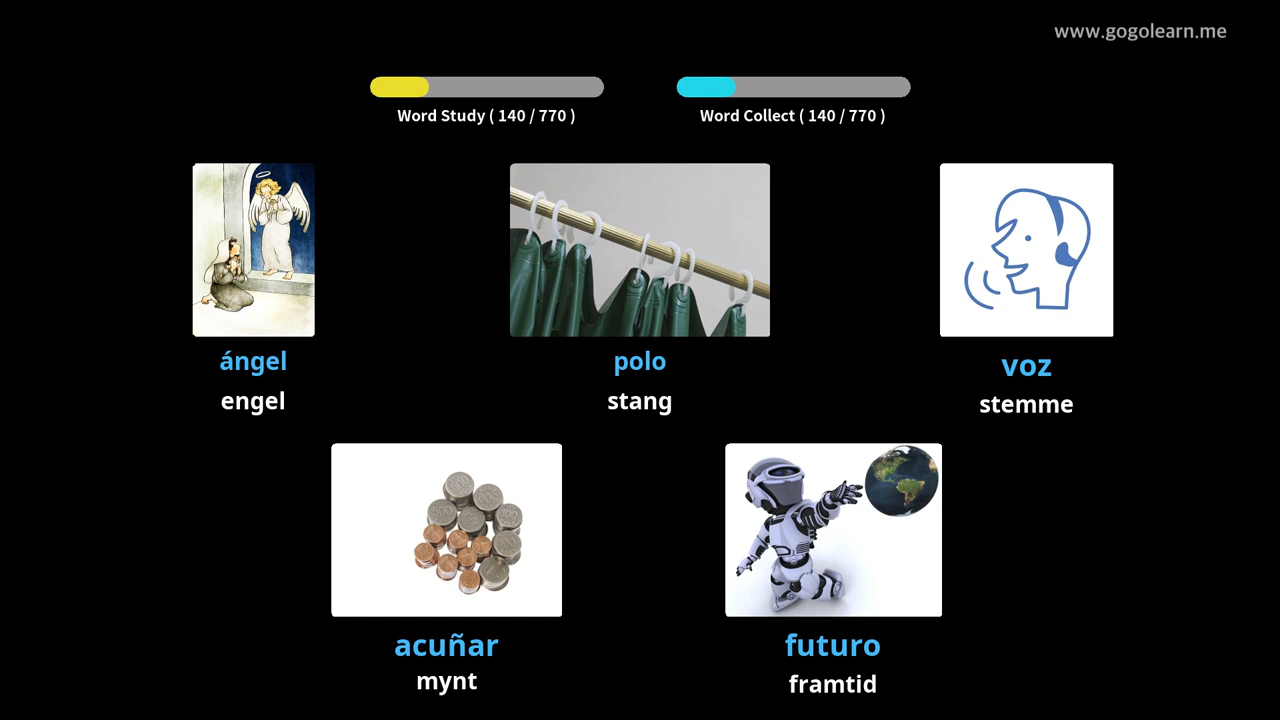 www.gogolearn.me
Word Study ( 140 / 770 )
Word Collect ( 140 / 770 )
ángel
engel
polo
stang
voz
stemme
acuñar
mynt
futuro
framtid